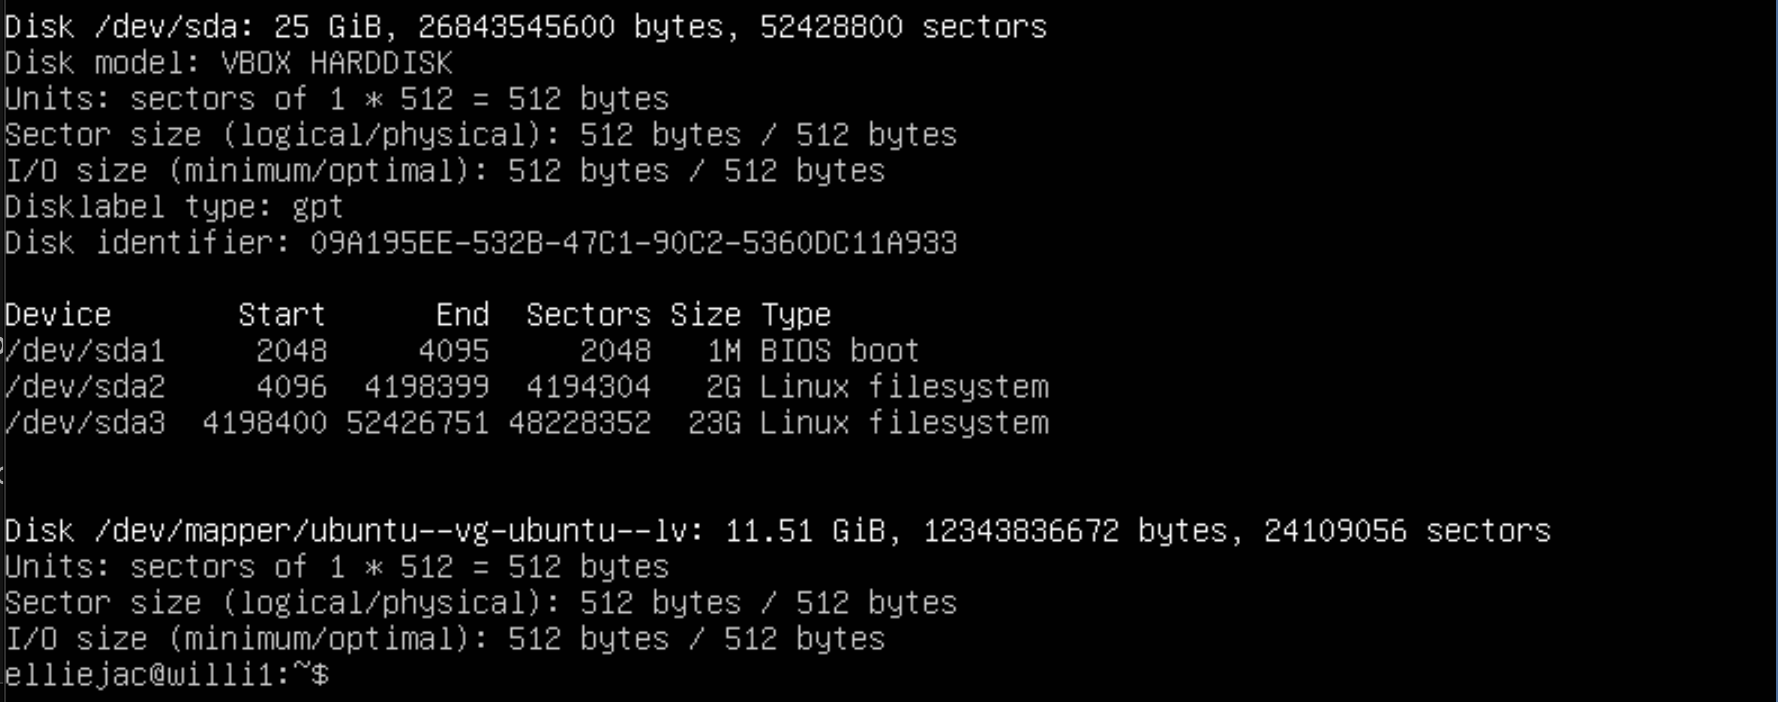 Disk /dev/sda: 25 GiB, 26843545600 bytes, 52428800 sectors
Disk model: VBOX HARDDISK
Units: sectors of 1 * 512 = 512 bytes
Sector size (logical/physical): 512 bytes / 512 bytes
I/O size (minimum/optimal): 512 bytes / 512 bytes
Disklabel type: gpt
Disk identifier: 09A195EE-532B-47C1-90C2-5360DC11A933
Device Start End Sectors Size Type
/dev/sda1 2048 4095 2048 1M BIOS boot
/dev/sda2 4096 4198399 4194304 2G Linux filesystem
/dev/sda3 4198400 52426751 48228352 23G Linux filesystem
Disk /dev/mapper/ubuntu--vg-ubuntu--lv: 11.51 GiB, 12343836672 bytes, 24109056 sectors
Units: sectors of 1 * 512 = 512 bytes
Sector size (logical/physical): 512 bytes / 512 bytes
I/O size (minimum/optimal): 512 bytes / 512 bytes
elliejac@willi1:~$